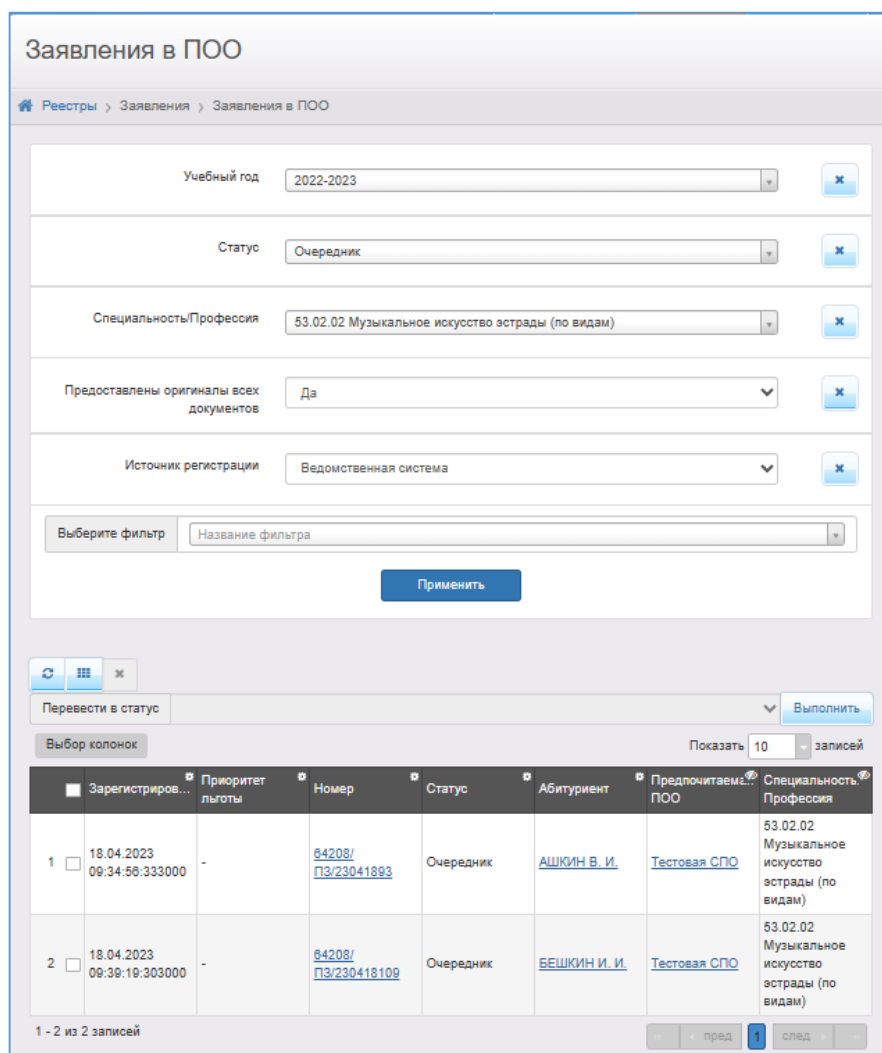 Заявления в ПОО
Реестры > Заявления > Заявления в ПОО
Учебный год
2022-2023
Статус
Очередник
Специальность/Профессия
53.02.02 Музыкальное искусство эстрады (по видам)
Предоставлены оригиналы всех
документов
Да
Источник регистрации
Ведомственная система
Выберите фильтр
Название фильтра
Применить
Перевести в статус
Выполнить
Выбор колонок
Показать 10 записей
Зарегистриров...
Приоритет
льготы
Номер
Статус
Абитуриент
Предпочитаема...
ПОО
Специальность.
Профессия
1
18.04.2023
09:34:56:333000
-
64208/
ПЗ/23041893
Очередник
АШКИН В. И.
Тестовая СПО
53.02.02
Музыкальное
искусство
эстрады (по
видам)
2
18.04.2023
09:39:19:303000
-
64208/
ПЗ/230418109
Очередник
БЕШКИН И. И.
Тестовая СПО
53.02.02
Музыкальное
искусство
эстрады (по
видам)
1 - 2 из 2 записей
пред 1 след